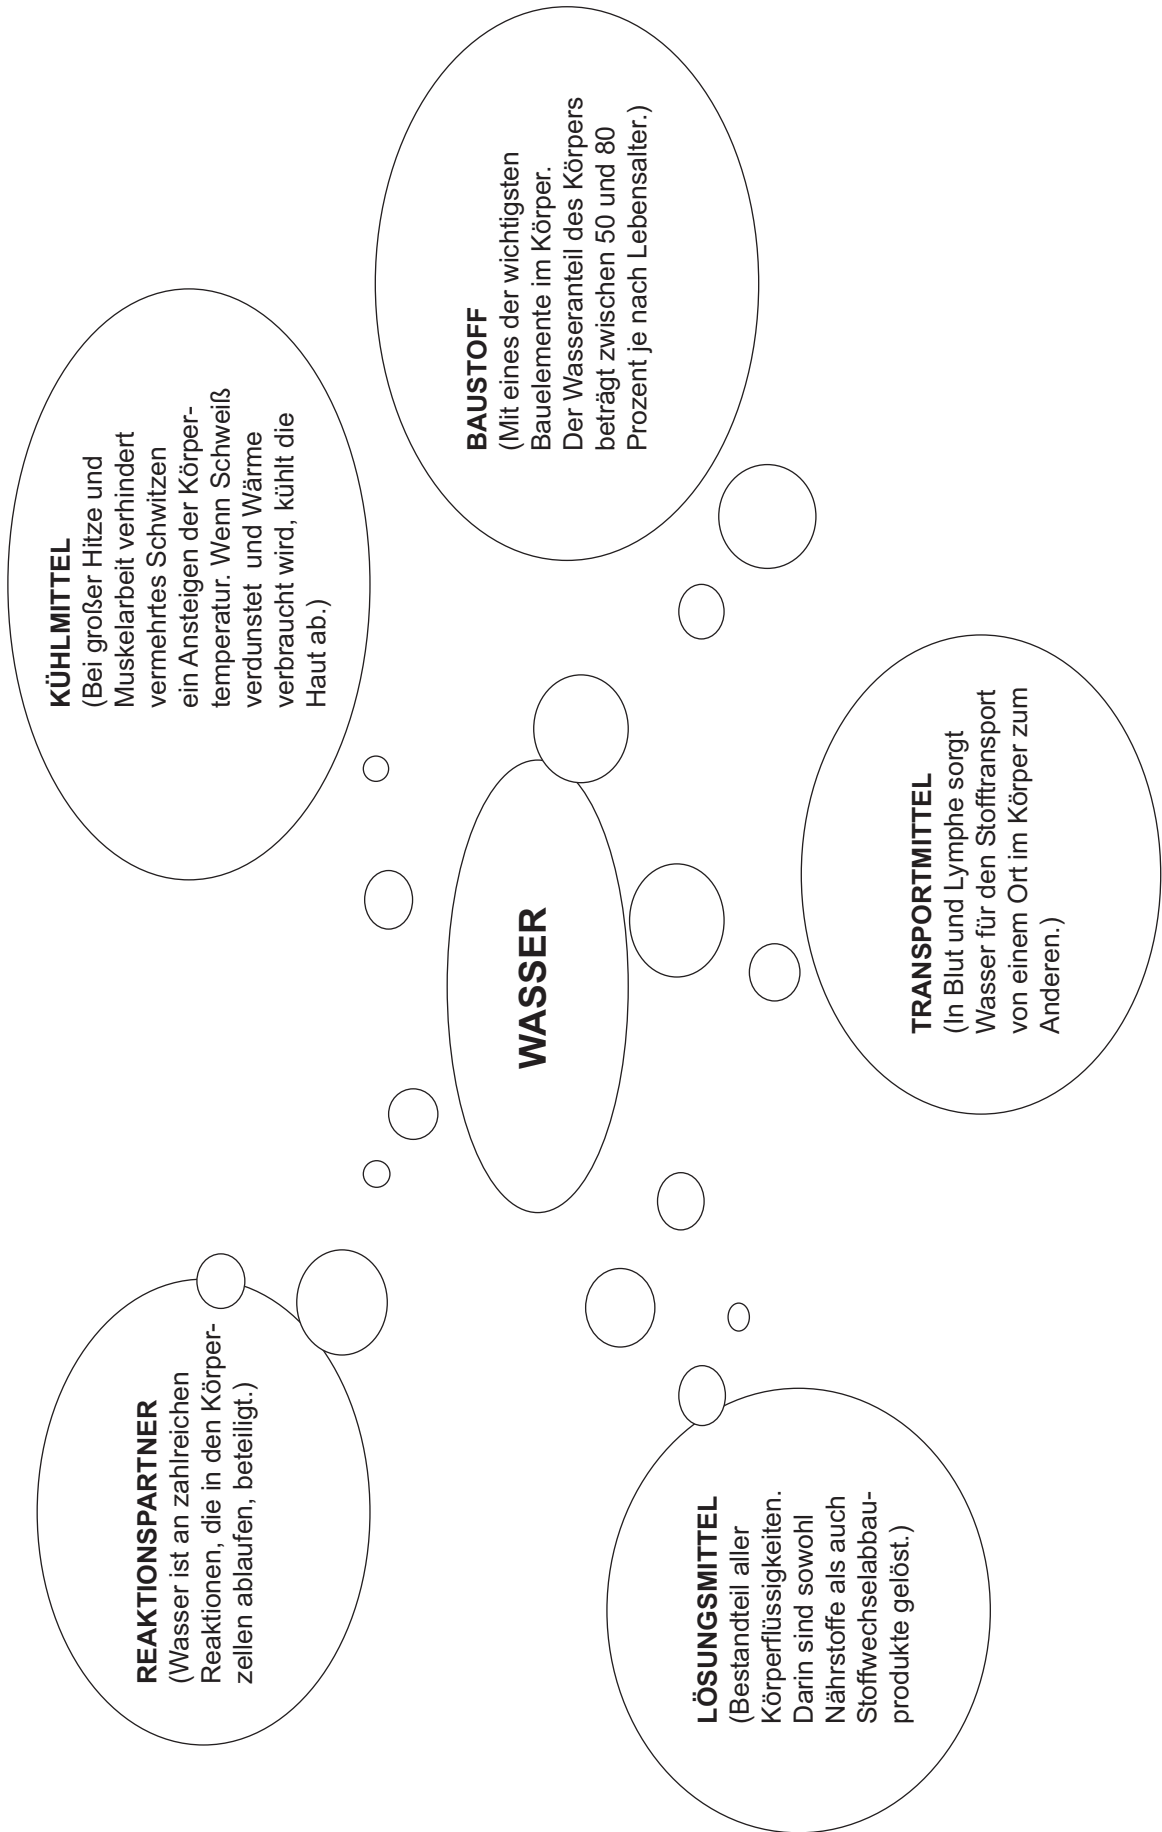 REAKTIONSPARTNER
(Wasser ist an zahlreichen
Reaktionen, die in den Körper-
zellen ablaufen, beteiligt.)
KÜHLMITTEL
(Bei großer Hitze und
Muskelarbeit verhindert
vermehrtes Schwitzen
ein Ansteigen der Körper-
temperatur. Wenn Schweiß
verdunstet und Wärme
verbraucht wird, kühlt die
Haut ab.)
WASSER
BAUSTOFF
(Mit eines der wichtigsten
Bauelemente im Körper.
Der Wasseranteil des Körpers
beträgt zwischen 50 und 80
Prozent je nach Lebensalter.)
LÖSUNGSMITTEL
(Bestandteil aller
Körperflüssigkeiten.
Darin sind sowohl
Nährstoffe als auch
Stoffwechselabbau-
produkte gelöst.)
TRANSPORTMITTEL
(In Blut und Lymphe sorgt
Wasser für den Stofftransport
von einem Ort im Körper zum
Anderen.)